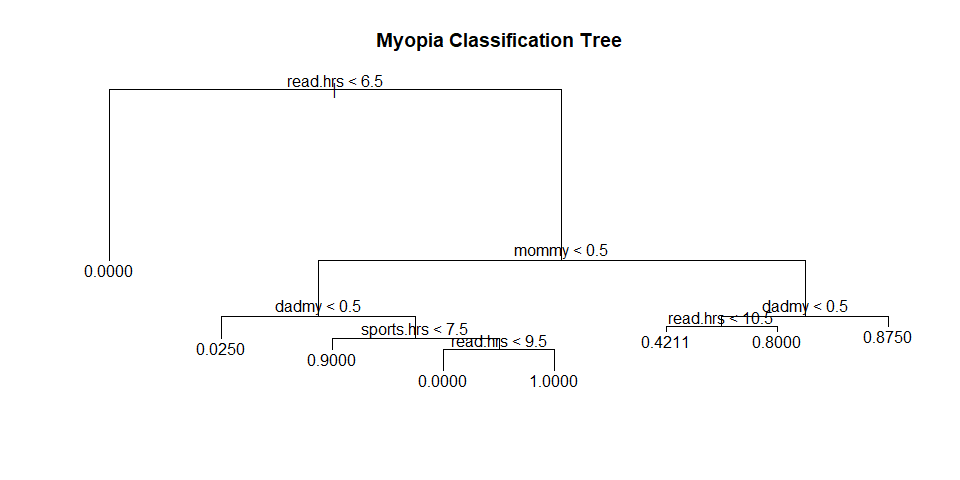 Myopia Classification Tree
read.hrs < 6.5
mommy < 0.5
0.0000
dadmy < 0.5
dadmy < 0.5
read.hrs < 10.5
sports.hrs < 7.5
0.8750
read.hrs < 9.5
0.4211
0.8000
0.0250
0.9000
0.0000
1.0000